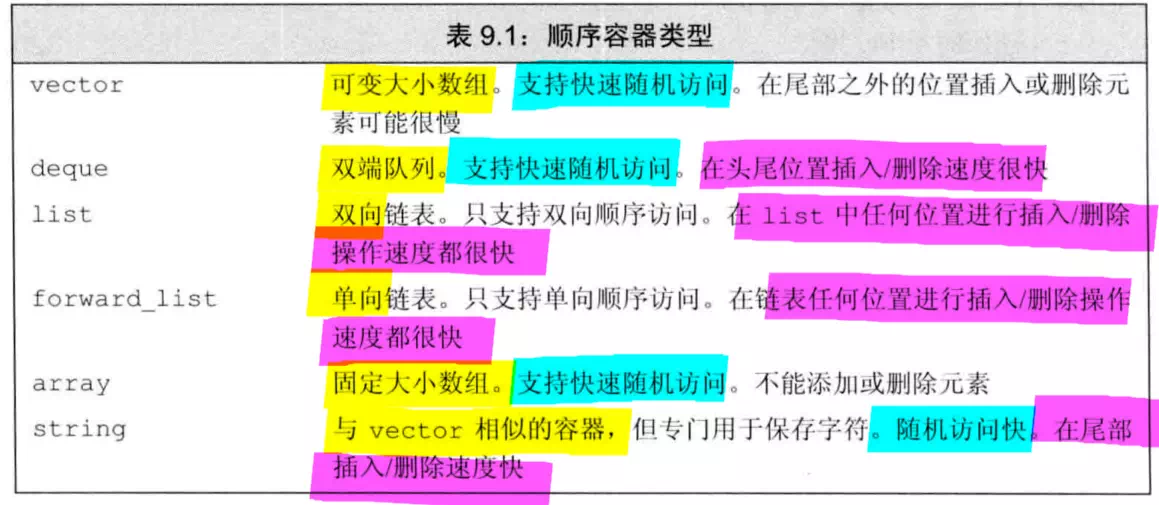 表 9.1：顺序容器类型
vector 可变大小数组。支持快速随机访问。在尾部之外的位置插入或删除元
素可能很慢
deque 双端队列。支持快速随机访问。在头尾位置插入/删除速度很快
list 双向链表。只支持双向顺序访问。在 list 中任何位置进行插入/删除
操作速度都很快
forward_list 单向链表。只支持单向顺序访问。在链表任何位置进行插入/删除操作
速度都很快
array 固定大小数组。支持快速随机访问。不能添加或删除元素
string 与 vector 相似的容器，但专门用于保存字符。随机访问快。在尾部
插入/删除速度快